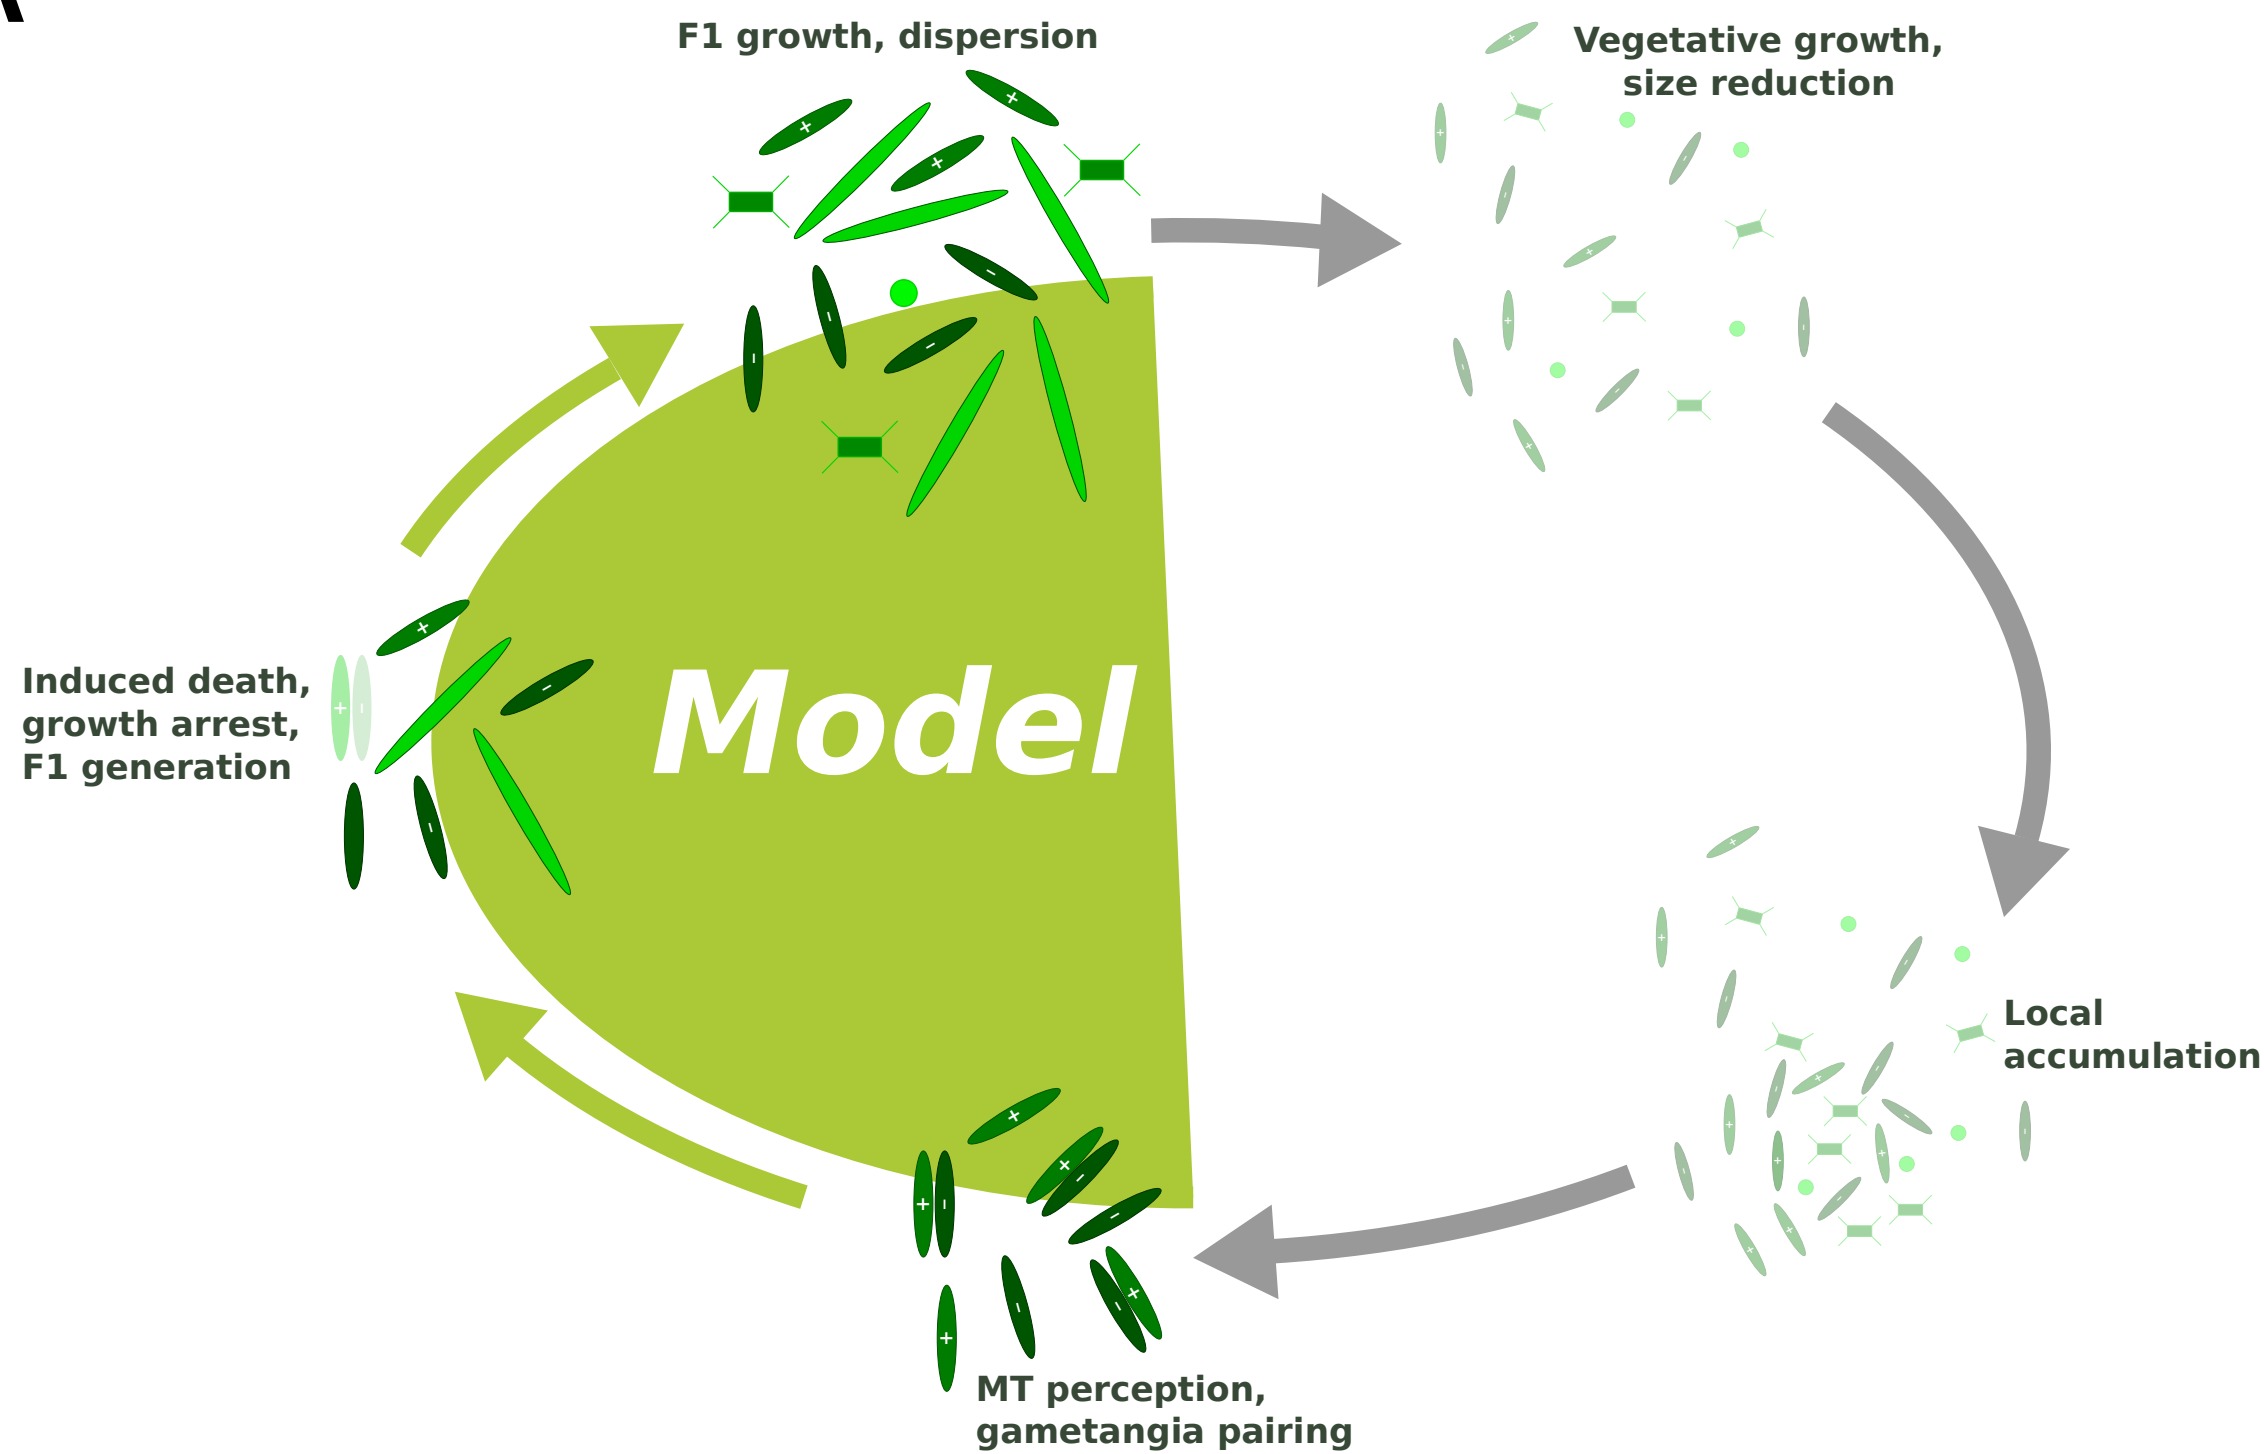 F1 growth, dispersion
Vegetative growth,
size reduction
Induced death,
growth arrest,
F1 generation
Model
Local
accumulation
MT perception,
gametangia pairing